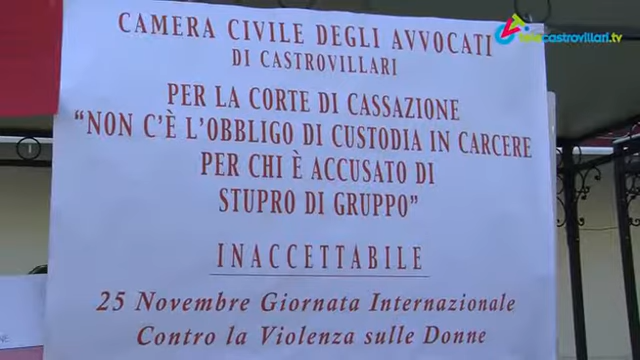 CAMERA CIVILE DEGLI AVVOCATI
DI CASTROVILLARI
PER LA CORTE DI CASSAZIONE
“NON C’È L’OBBLIGO DI CUSTODIA IN CARCERE
PER CHI È ACCUSATO DI
STUPRO DI GRUPPO”
INACCETTABILE
25 Novembre Giornata Internazionale
Contro la Violenza sulle Donne
castrovillari.tv